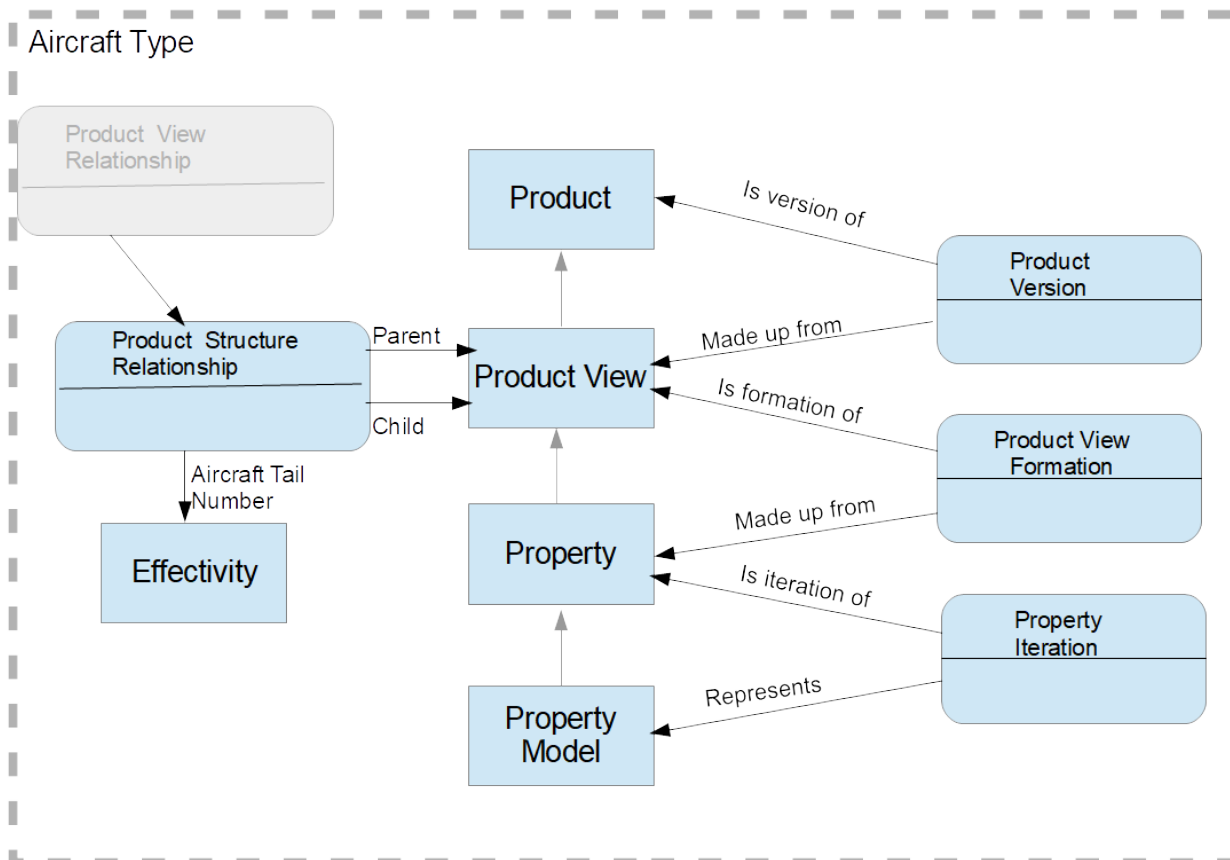 Aircraft Type
Product View
Relationship
Product
Is version of
Product
Version
Product Structure
Relationship
Parent
Child
Product View
Made up from
Is formation of
Product View
Formation
Aircraft Tail
Number
Effectivity
Property
Made up from
Is iteration of
Property
Iteration
Property
Model
Represents